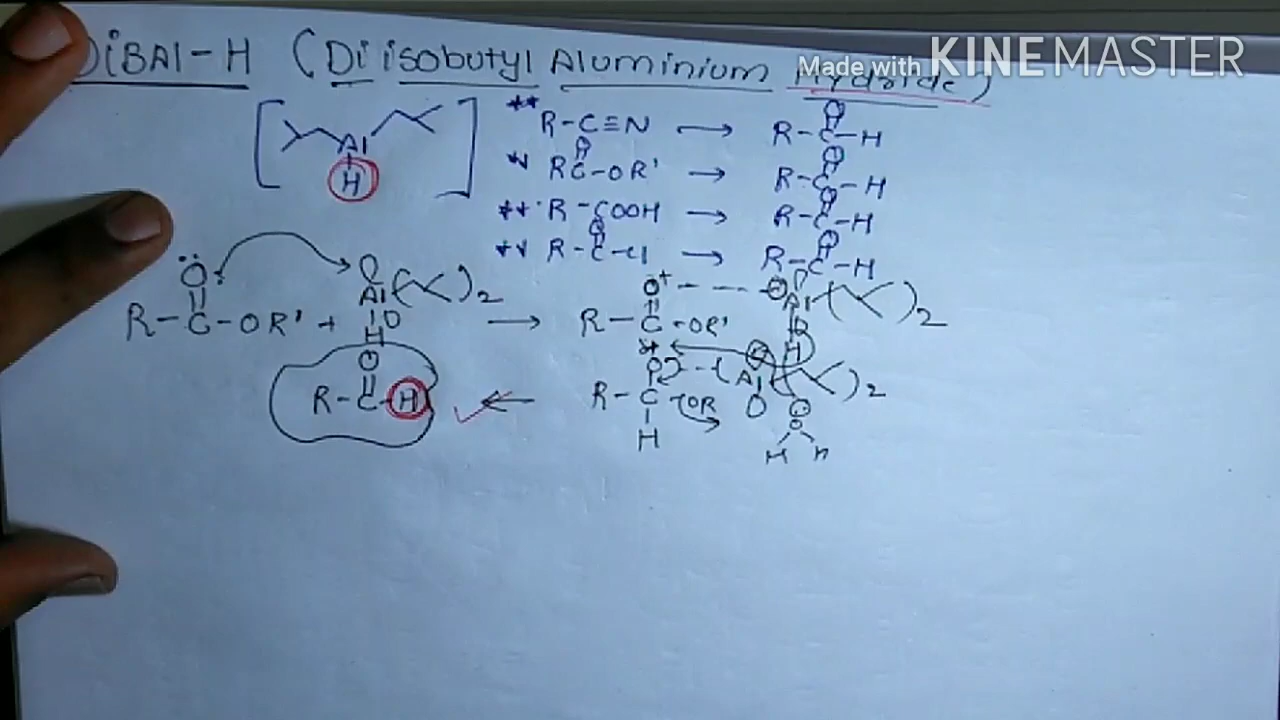 DiBAl-H (Di isobutyl Aluminium Hydride)
Made with KINEMASTER
Al
H
** R-C≡N → R-C-H
O
* RC-OR' → R-C-H
O
** R-COOH → R-C-H
O
** R-C-Cl → R-C-H
O
R-C-OR' + Al( )2 → R-C-OR' Al( )2
O
H
O+
H
R-C-H ← R-C-OR Al( )2
O
H
H